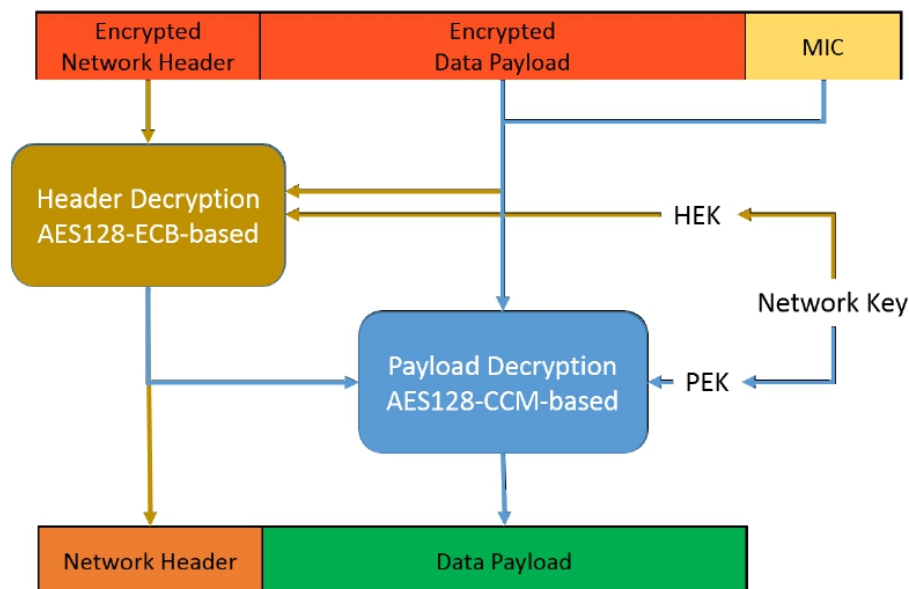 Encrypted
Network Header
Encrypted
Data Payload
MIC
Header Decryption
AES128-ECB-based
HEK
Network Key
Payload Decryption
AES128-CCM-based
PEK
Network Header
Data Payload